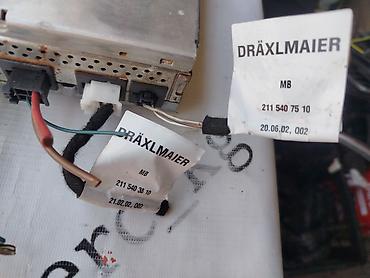 DRÄXLMAIER
MB
211 540 75 10
20.06.02, 002
DRÄXLMAIER
MB
211 540 38 10
21.02.02, 002